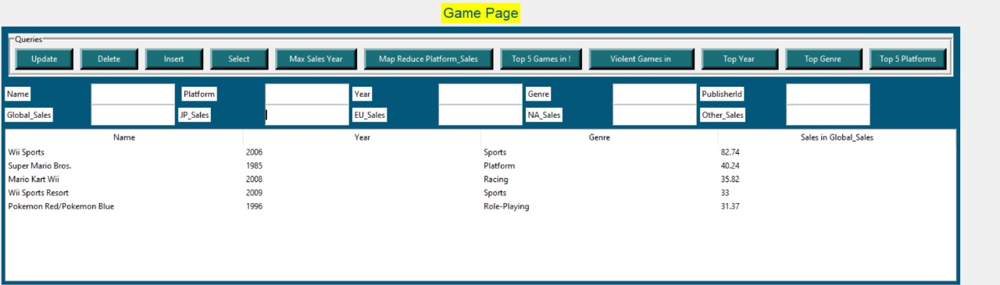 Game Page
Queries
Update Delete Insert Select Max Sales Year Map Reduce Platform_Sales Top 5 Games in ! Violent Games in Top Year Top Genre Top 5 Platforms
Name Platform Year Genre PublisherId
Global_Sales JP_Sales EU_Sales NA_Sales Other_Sales
Name Year Genre Sales in Global_Sales
Wii Sports 2006 Sports 82.74
Super Mario Bros. 1985 Platform 40.24
Mario Kart Wii 2008 Racing 35.82
Wii Sports Resort 2009 Sports 33
Pokemon Red/Pokemon Blue 1996 Role-Playing 31.37